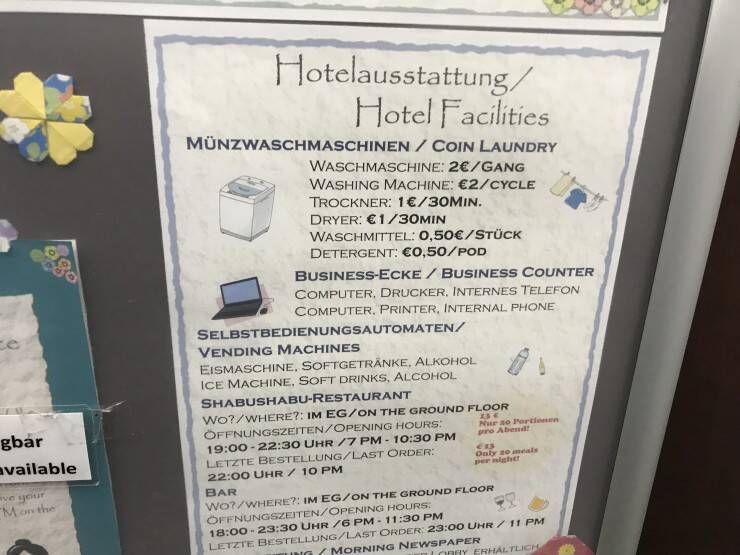 Hotelausstattung/
Hotel Facilities
MÜNZWASCHMASCHINEN / COIN LAUNDRY
WASCHMASCHINE: 2€/GANG
WASHING MACHINE: €2/CYCLE
TROCKNER: 1€/30MIN.
DRYER: €1/30MIN
WASCHMITTEL: 0,50€/STÜCK
DETERGENT: €0,50/POD
BUSINESS-ECKE / BUSINESS COUNTER
COMPUTER, DRUCKER, INTERNES TELEFON
COMPUTER, PRINTER, INTERNAL PHONE
SELBSTBEDIENUNGSAUTOMATEN/
VENDING MACHINES
EISMASCHINE, SOFTGETRÄNKE, ALKOHOL
ICE MACHINE, SOFT DRINKS, ALCOHOL
SHABUSHABU-RESTAURANT
WO?/WHERE?: IM EG/ON THE GROUND FLOOR
ÖFFNUNGSZEITEN/OPENING HOURS:
19:00 - 22:30 UHR /7 PM - 10:30 PM
LETZTE BESTELLUNG/LAST ORDER:
22:00 UHR / 10 PM
13 €
Nur 20 Portionen
pro Abend!
€ 13
Only 20 meals
per night!
BAR
WO?/WHERE?: IM EG/ON THE GROUND FLOOR
ÖFFNUNGSZEITEN/OPENING HOURS:
18:00 - 23:30 UHR /6 PM - 11:30 PM
LETZTE BESTELLUNG/LAST ORDER: 23:00 UHR / 11 PM
/ MORNING NEWSPAPER
LOBBY ERHÄLTLICH
gbar
available
your
on the